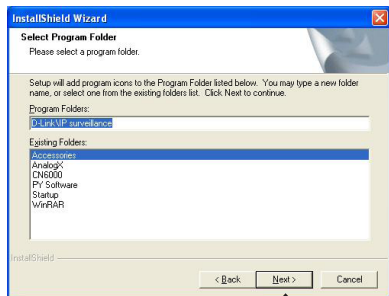 InstallShield Wizard
Select Program Folder
Please select a program folder.
Setup will add program icons to the Program Folder listed below. You may type a new folder
name, or select one from the existing folders list. Click Next to continue.
Program Folders:
D-Link\IP surveillance
Existing Folders:
Accessories
AnalogX
CN6000
PY Software
Startup
WinRAR
InstallShield
< Back
Next >
Cancel